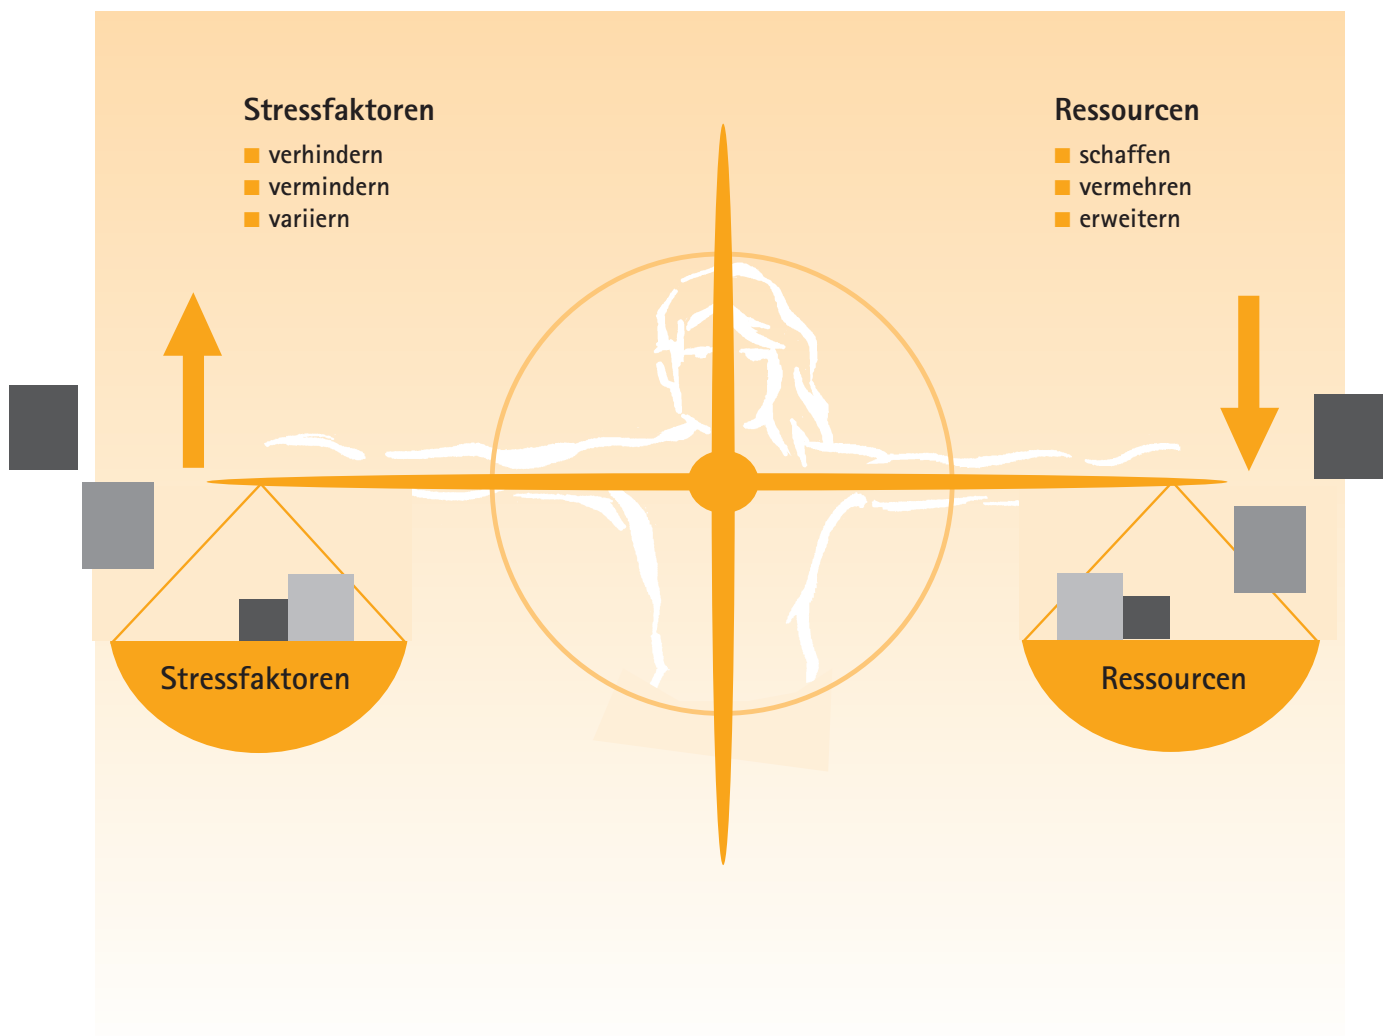 Stressfaktoren
verhindern
vermindern
variiern
Ressourcen
schaffen
vermehren
erweitern
Stressfaktoren
Ressourcen